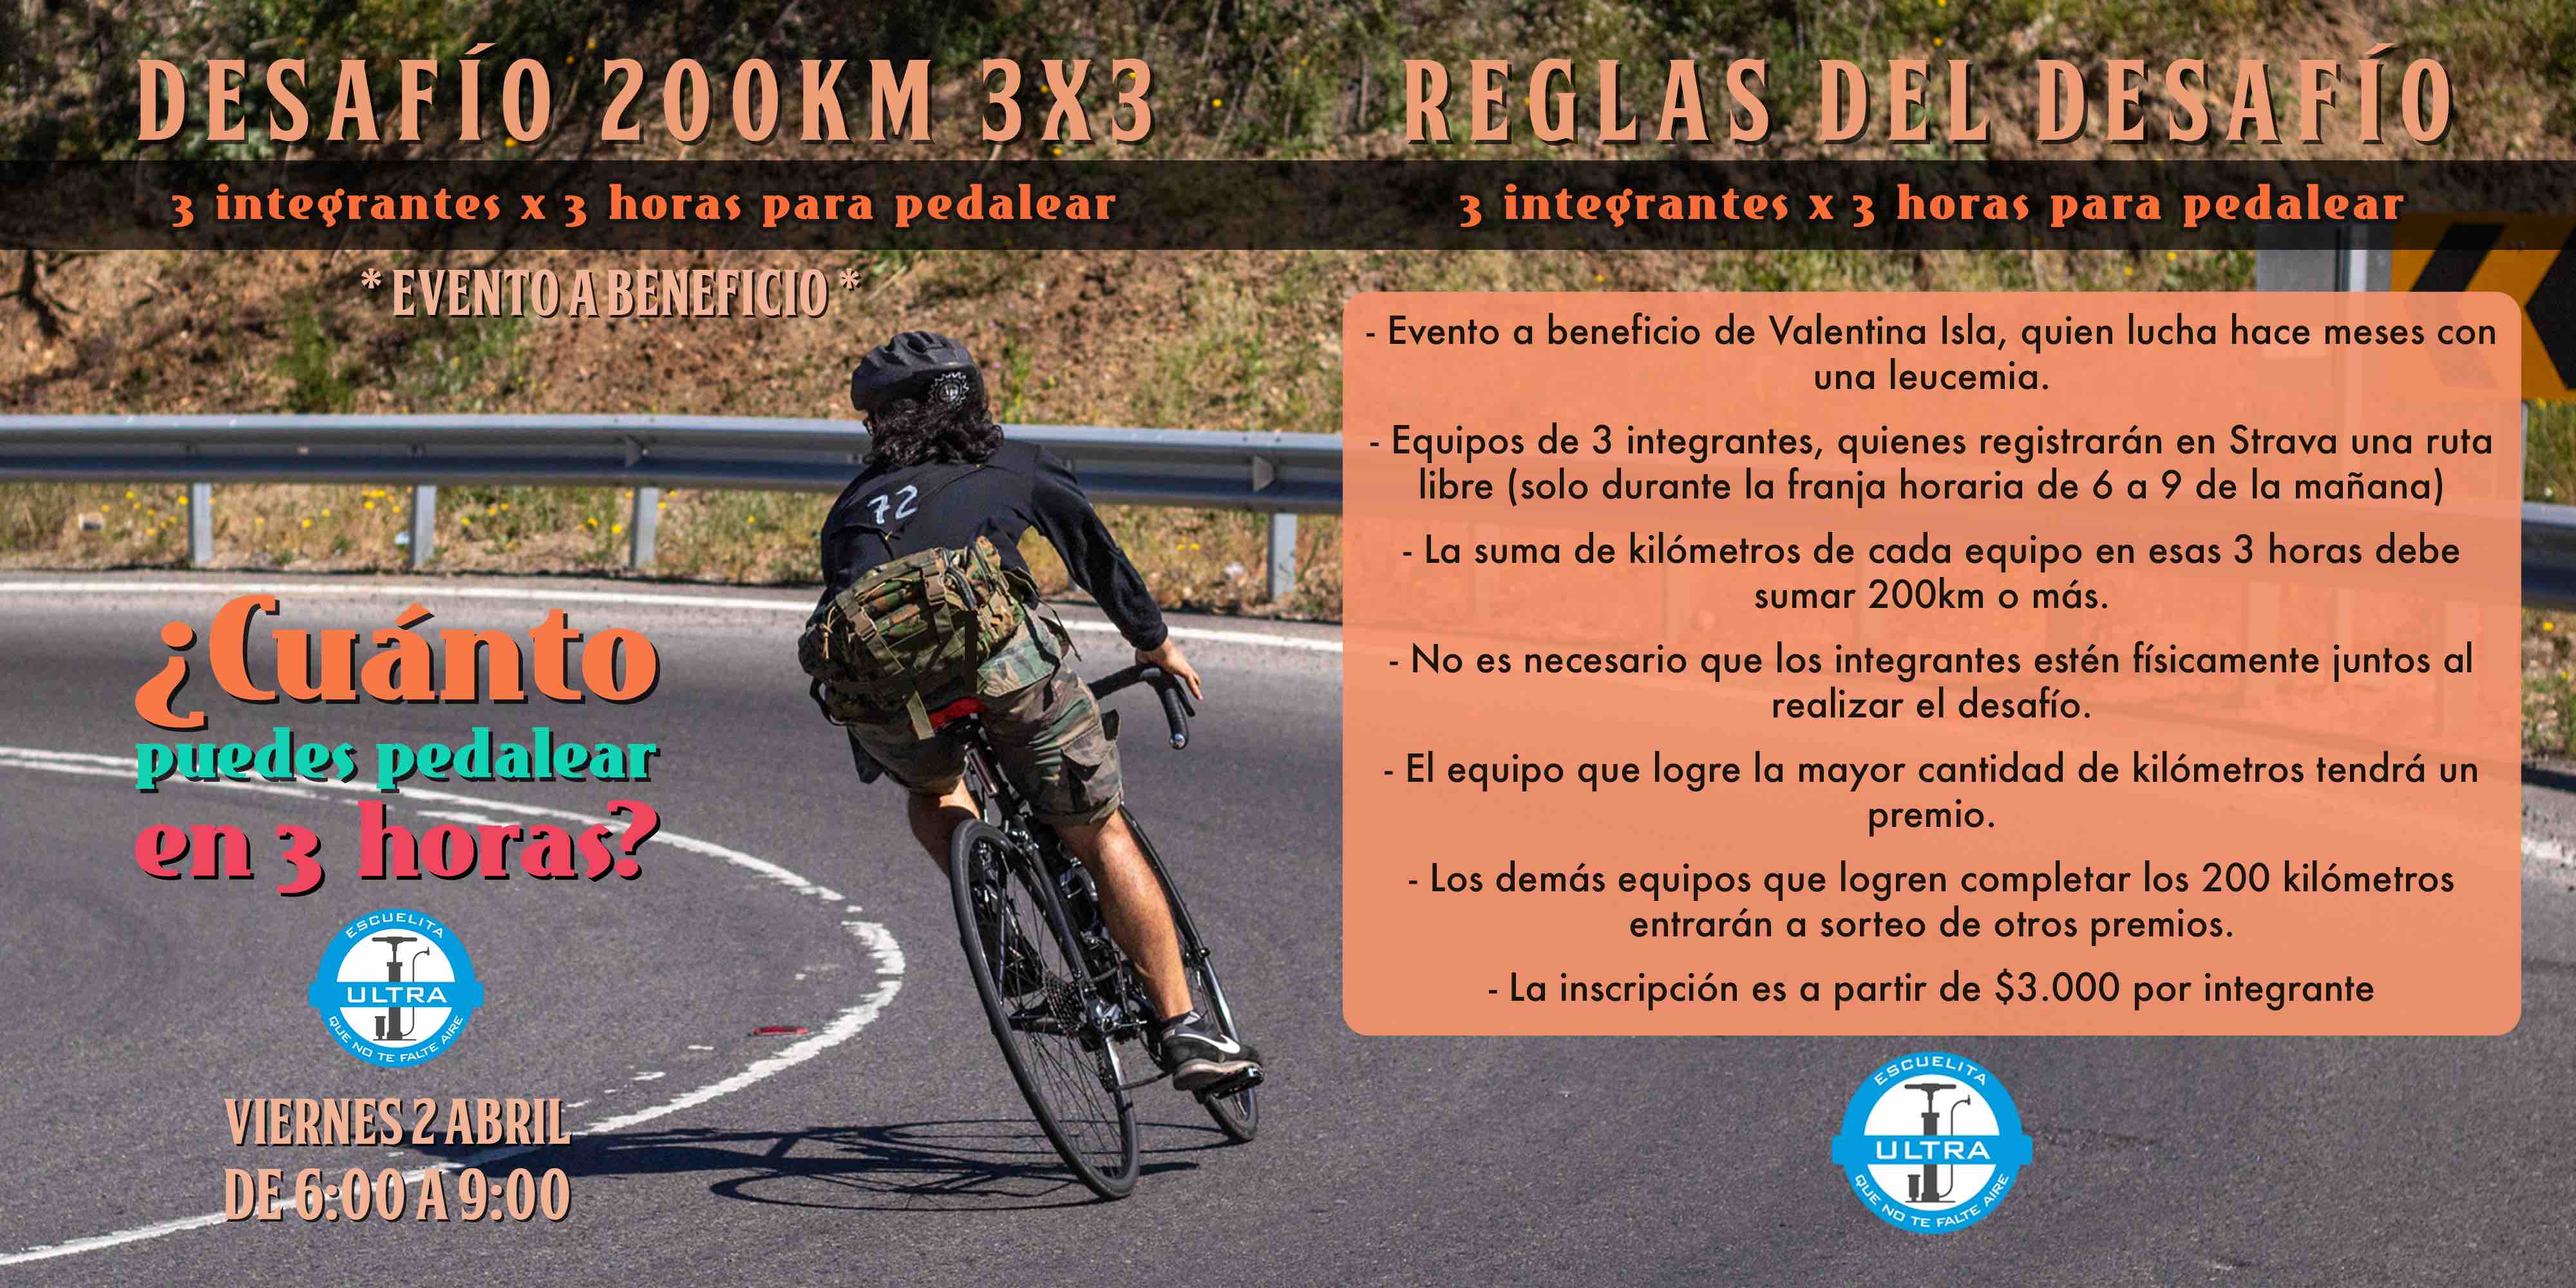 DESAFÍO 200KM 3X3
3 integrantes x 3 horas para pedalear
* EVENTO A BENEFICIO *
72
¿Cuánto
puedes pedalear
en 3 horas?
ESCUELITA
ULTRA
QUE NO TE FALTE AIRE
VIERNES 2 ABRIL
DE 6:00 A 9:00
REGLAS DEL DESAFÍO
3 integrantes x 3 horas para pedalear
- Evento a beneficio de Valentina Isla, quien lucha hace meses con
una leucemia.
- Equipos de 3 integrantes, quienes registrarán en Strava una ruta
libre (solo durante la franja horaria de 6 a 9 de la mañana)
- La suma de kilómetros de cada equipo en esas 3 horas debe
sumar 200km o más.
- No es necesario que los integrantes estén físicamente juntos al
realizar el desafío.
- El equipo que logre la mayor cantidad de kilómetros tendrá un
premio.
- Los demás equipos que logren completar los 200 kilómetros
entrarán a sorteo de otros premios.
- La inscripción es a partir de $3.000 por integrante
ESCUELITA
ULTRA
QUE NO TE FALTE AIRE